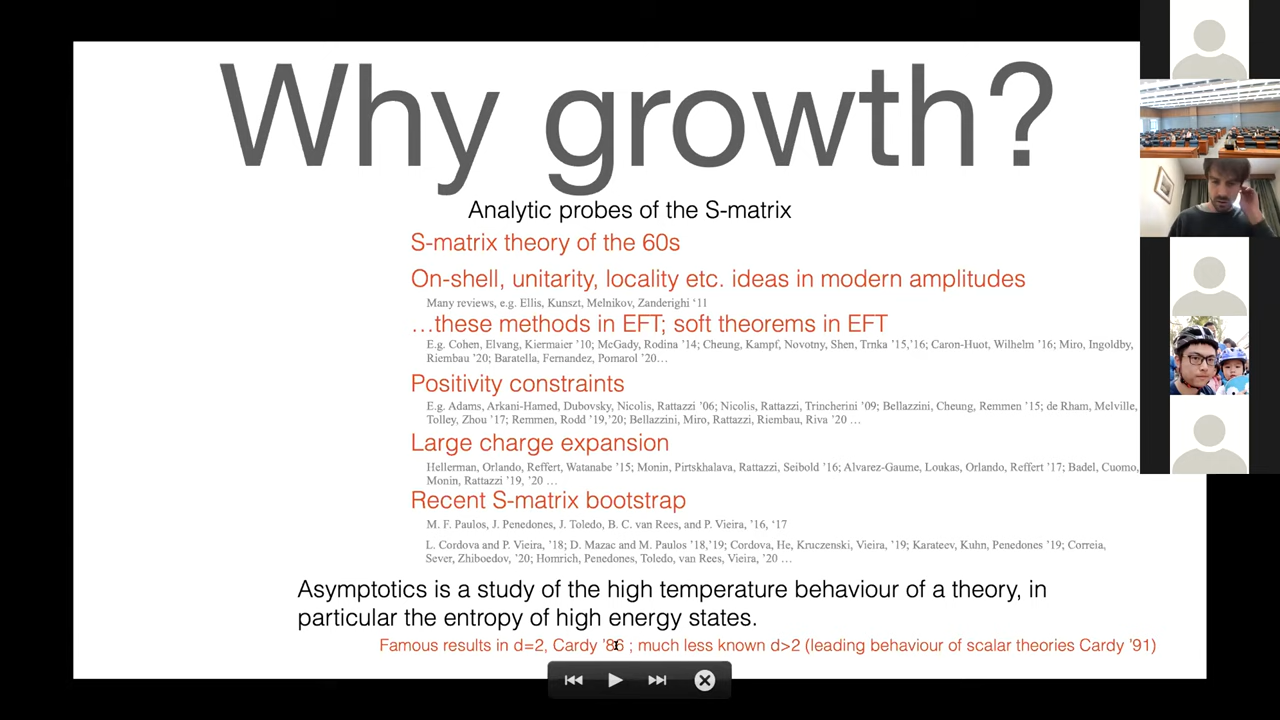 Why growth?
Analytic probes of the S-matrix
S-matrix theory of the 60s
On-shell, unitarity, locality etc. ideas in modern amplitudes
Many reviews, e.g. Ellis, Kunszt, Melnikov, Zanderighi ‘11
…these methods in EFT; soft theorems in EFT
E.g. Cohen, Elvang, Kiermaier ’10; McGady, Rodina ’14; Cheung, Kampf, Novotny, Shen, Trnka ’15,’16; Caron-Huot, Wilhelm ’16; Miro, Ingoldby,
Riembau ’20; Baratella, Fernandez, Pomarol ’20…
Positivity constraints
E.g. Adams, Arkani-Hamed, Dubovsky, Nicolis, Rattazzi ’06; Nicolis, Rattazzi, Trincherini ’09; Bellazzini, Cheung, Remmen ’15; de Rham, Melville,
Tolley, Zhou ’17; Remmen, Rodd ’19,’20; Bellazzini, Miro, Rattazzi, Riembau, Riva ’20 …
Large charge expansion
Hellerman, Orlando, Reffert, Watanabe ’15; Monin, Pirtskhalava, Rattazzi, Seibold ’16; Alvarez-Gaume, Loukas, Orlando, Reffert ’17; Badel, Cuomo,
Monin, Rattazzi ’19, ’20 …
Recent S-matrix bootstrap
M. F. Paulos, J. Penedones, J. Toledo, B. C. van Rees, and P. Vieira, ’16, ‘17
L. Cordova and P. Vieira, ’18; D. Mazac and M. Paulos ’18,’19; Cordova, He, Kruczenski, Vieira, ’19; Karateev, Kuhn, Penedones ’19; Correia,
Sever, Zhiboedov, ’20; Homrich, Penedones, Toledo, van Rees, Vieira, ’20 …
Asymptotics is a study of the high temperature behaviour of a theory, in
particular the entropy of high energy states.
Famous results in d=2, Cardy ’86 ; much less known d>2 (leading behaviour of scalar theories Cardy ’91)